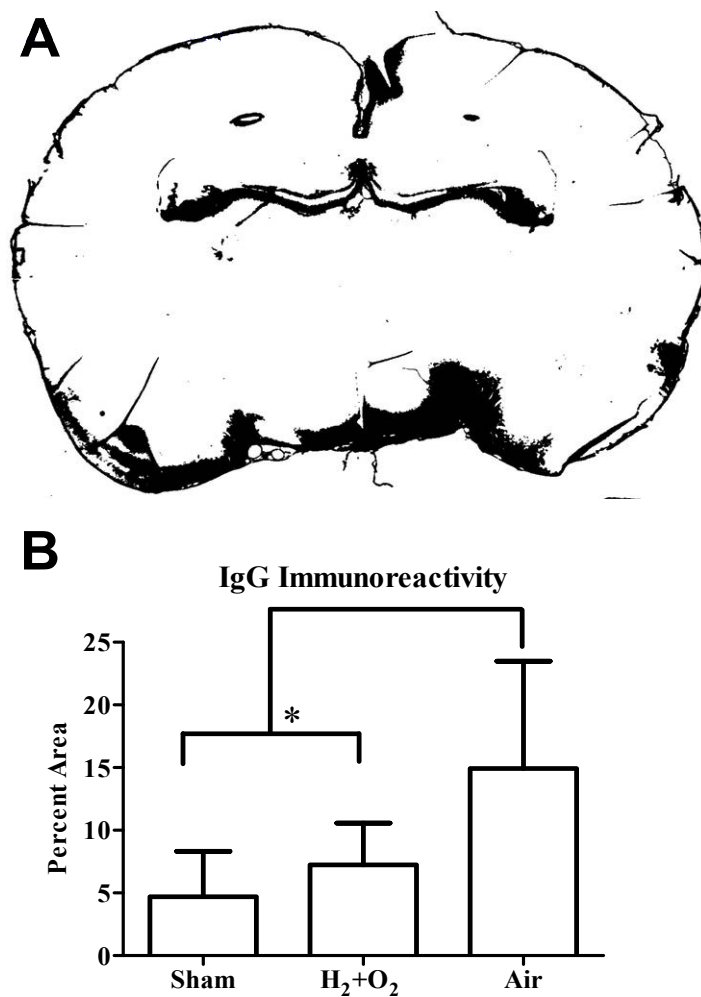 A
B
IgG Immunoreactivity
Percent Area
25
20
15
10
5
0
*
Sham
H₂+O₂
Air